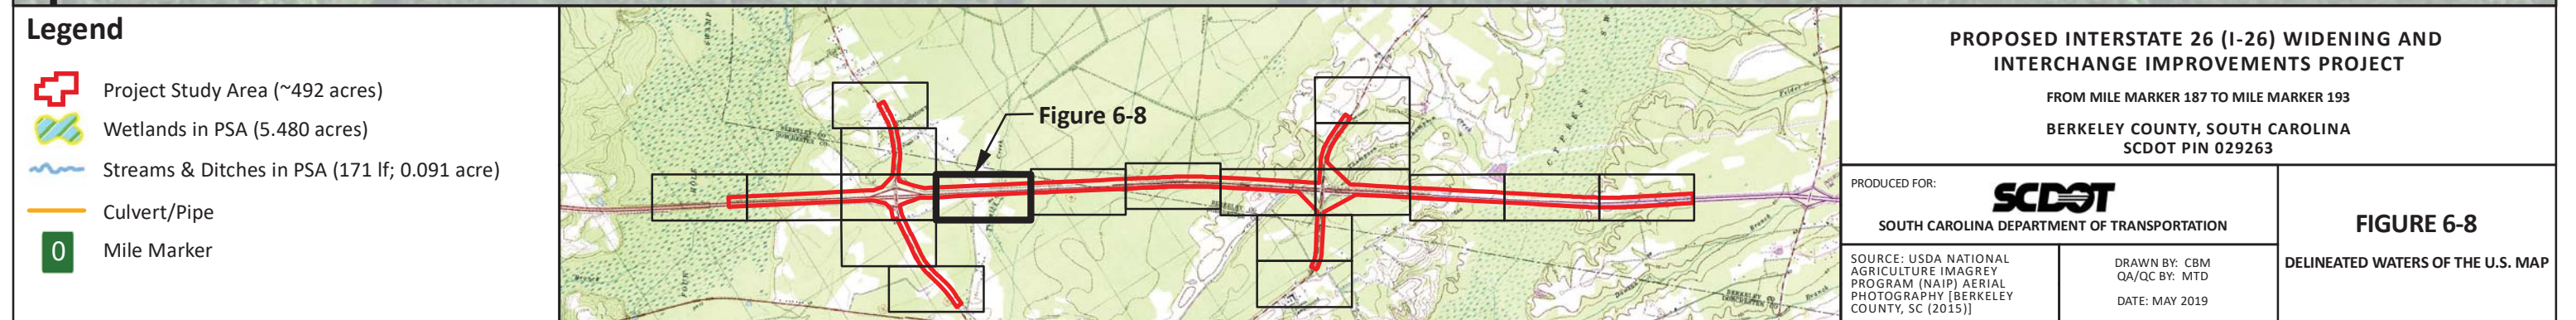 Legend
Project Study Area (~492 acres)
Wetlands in PSA (5.480 acres)
Streams & Ditches in PSA (171 lf; 0.091 acre)
Culvert/Pipe
0
Mile Marker
Figure 6-8
PROPOSED INTERSTATE 26 (I-26) WIDENING AND
INTERCHANGE IMPROVEMENTS PROJECT
FROM MILE MARKER 187 TO MILE MARKER 193
BERKELEY COUNTY, SOUTH CAROLINA
SCDOT PIN 029263
PRODUCED FOR:
SCDOT
SOUTH CAROLINA DEPARTMENT OF TRANSPORTATION
SOURCE: USDA NATIONAL
AGRICULTURE IMAGREY
PROGRAM (NAIP) AERIAL
PHOTOGRAPHY [BERKELEY
COUNTY, SC (2015)]
DRAWN BY: CBM
QA/QC BY: MTD
DATE: MAY 2019
FIGURE 6-8
DELINEATED WATERS OF THE U.S. MAP